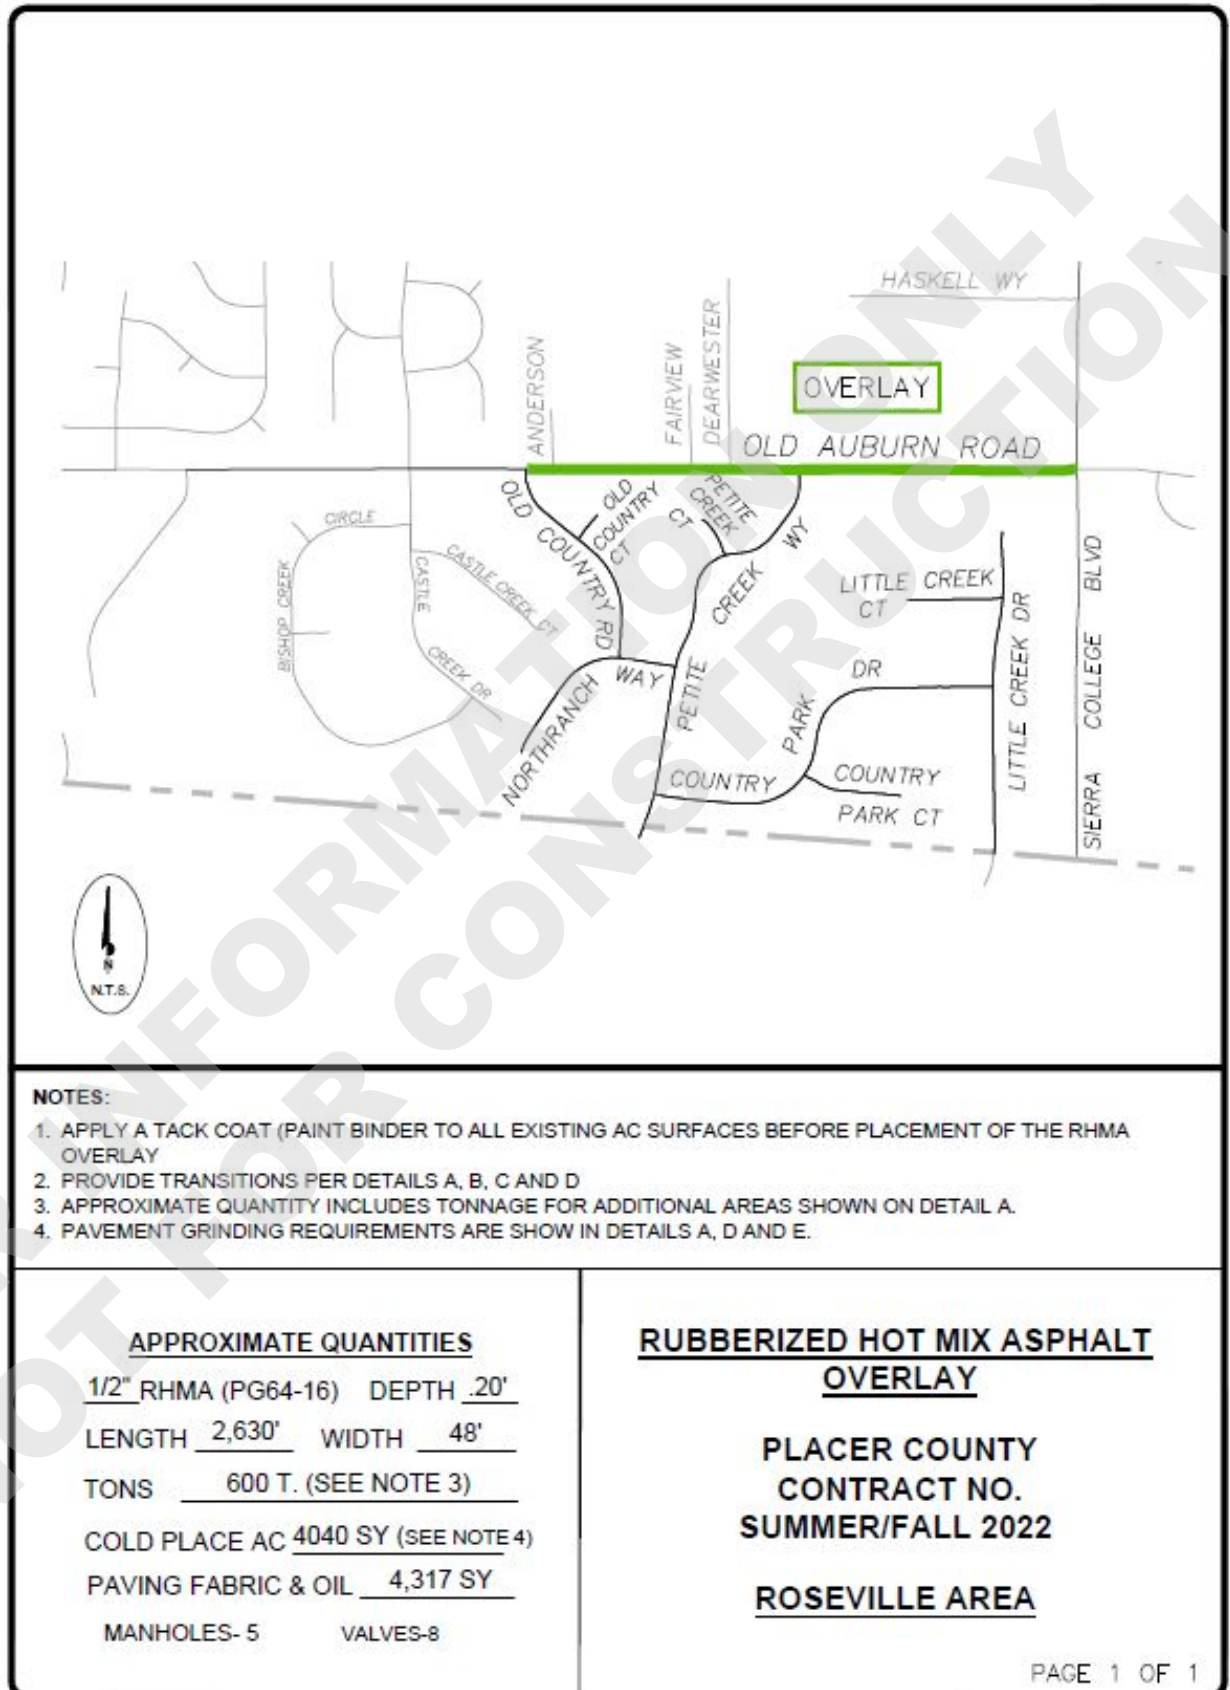 HASKELL WY
ANDERSON
FAIRVIEW
DEARWESTER
OVERLAY
OLD AUBURN ROAD
OLD COUNTRY RD
OLD
COUNTRY
CT
PETITE
CREEK
CT
PETITE CREEK WY
CIRCLE
BISHOP CREEK
CASTLE CREEK DR
CASTLE CREEK CT
NORTHRANCH WAY
LITTLE CREEK
CT
LITTLE CREEK DR
COUNTRY PARK DR
COUNTRY
PARK CT
SIERRA COLLEGE BLVD
N
N.T.S.
INFORMATION ONLY
NOT FOR CONSTRUCTION
NOTES:
1. APPLY A TACK COAT (PAINT BINDER TO ALL EXISTING AC SURFACES BEFORE PLACEMENT OF THE RHMA
OVERLAY
2. PROVIDE TRANSITIONS PER DETAILS A, B, C AND D
3. APPROXIMATE QUANTITY INCLUDES TONNAGE FOR ADDITIONAL AREAS SHOWN ON DETAIL A.
4. PAVEMENT GRINDING REQUIREMENTS ARE SHOW IN DETAILS A, D AND E.
APPROXIMATE QUANTITIES
1/2" RHMA (PG64-16) DEPTH .20'
LENGTH 2,630' WIDTH 48'
TONS 600 T. (SEE NOTE 3)
COLD PLACE AC 4040 SY (SEE NOTE 4)
PAVING FABRIC & OIL 4,317 SY
MANHOLES- 5 VALVES-8
RUBBERIZED HOT MIX ASPHALT
OVERLAY
PLACER COUNTY
CONTRACT NO.
SUMMER/FALL 2022
ROSEVILLE AREA
PAGE 1 OF 1